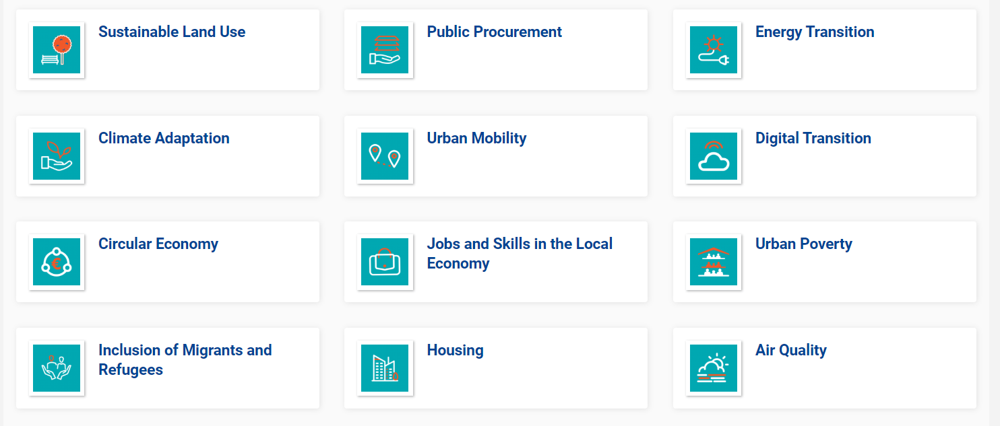 Sustainable Land Use
Public Procurement
Energy Transition
Climate Adaptation
Urban Mobility
Digital Transition
Circular Economy
Jobs and Skills in the Local
Economy
Urban Poverty
Inclusion of Migrants and
Refugees
Housing
Air Quality